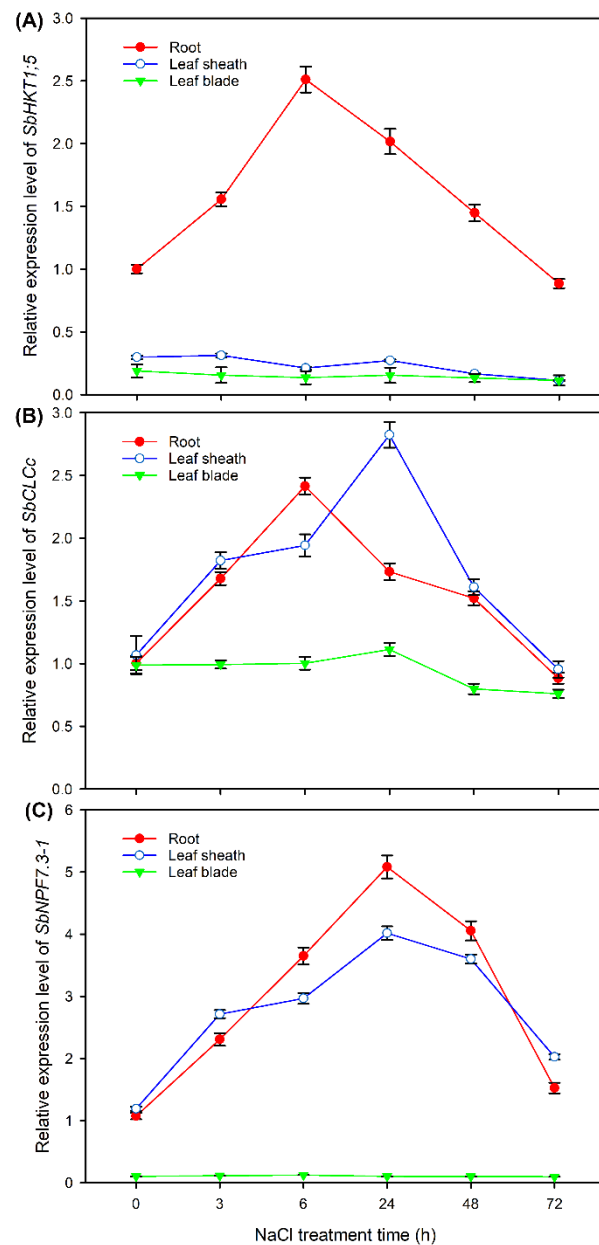 (A)
3.0
2.5
2.0
1.5
1.0
0.5
0.0
Relative expression level of SbHKT1;5
Root
Leaf sheath
Leaf blade
(B)
3.0
2.5
2.0
1.5
1.0
0.5
0.0
Relative expression level of SbCLCc
Root
Leaf sheath
Leaf blade
(C)
6
5
4
3
2
1
0
Relative expression level of SbNPF7.3-1
Root
Leaf sheath
Leaf blade
0 3 6 24 48 72
NaCl treatment time (h)